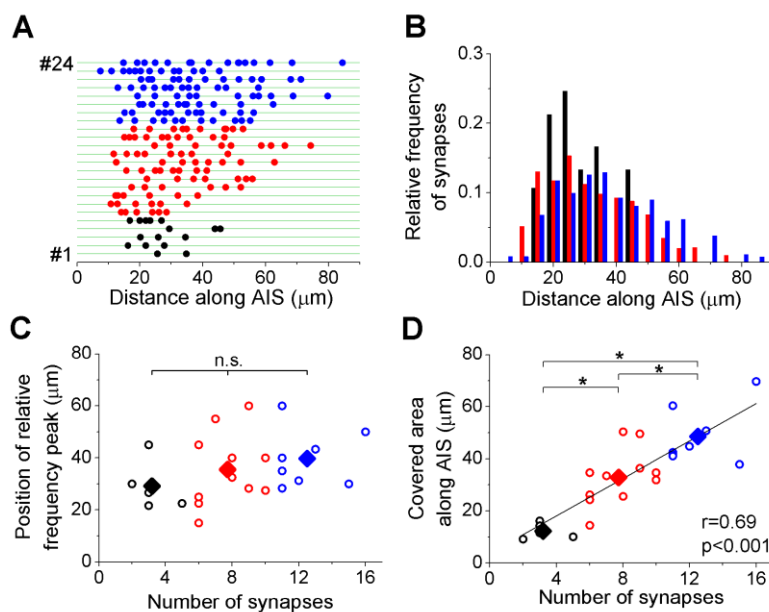 A
#24
#1
0 20 40 60 80
Distance along AIS (μm)
B
Relative frequency
of synapses
0.3
0.2
0.1
0.0
20 40 60 80
Distance along AIS (μm)
C
n.s.
Position of relative
frequency peak (μm)
80
60
40
20
0
0 4 8 12 16
Number of synapses
D
* 
* *
Covered area
along AIS (μm)
80
60
40
20
0
r=0.69
p<0.001
0 4 8 12 16
Number of synapses